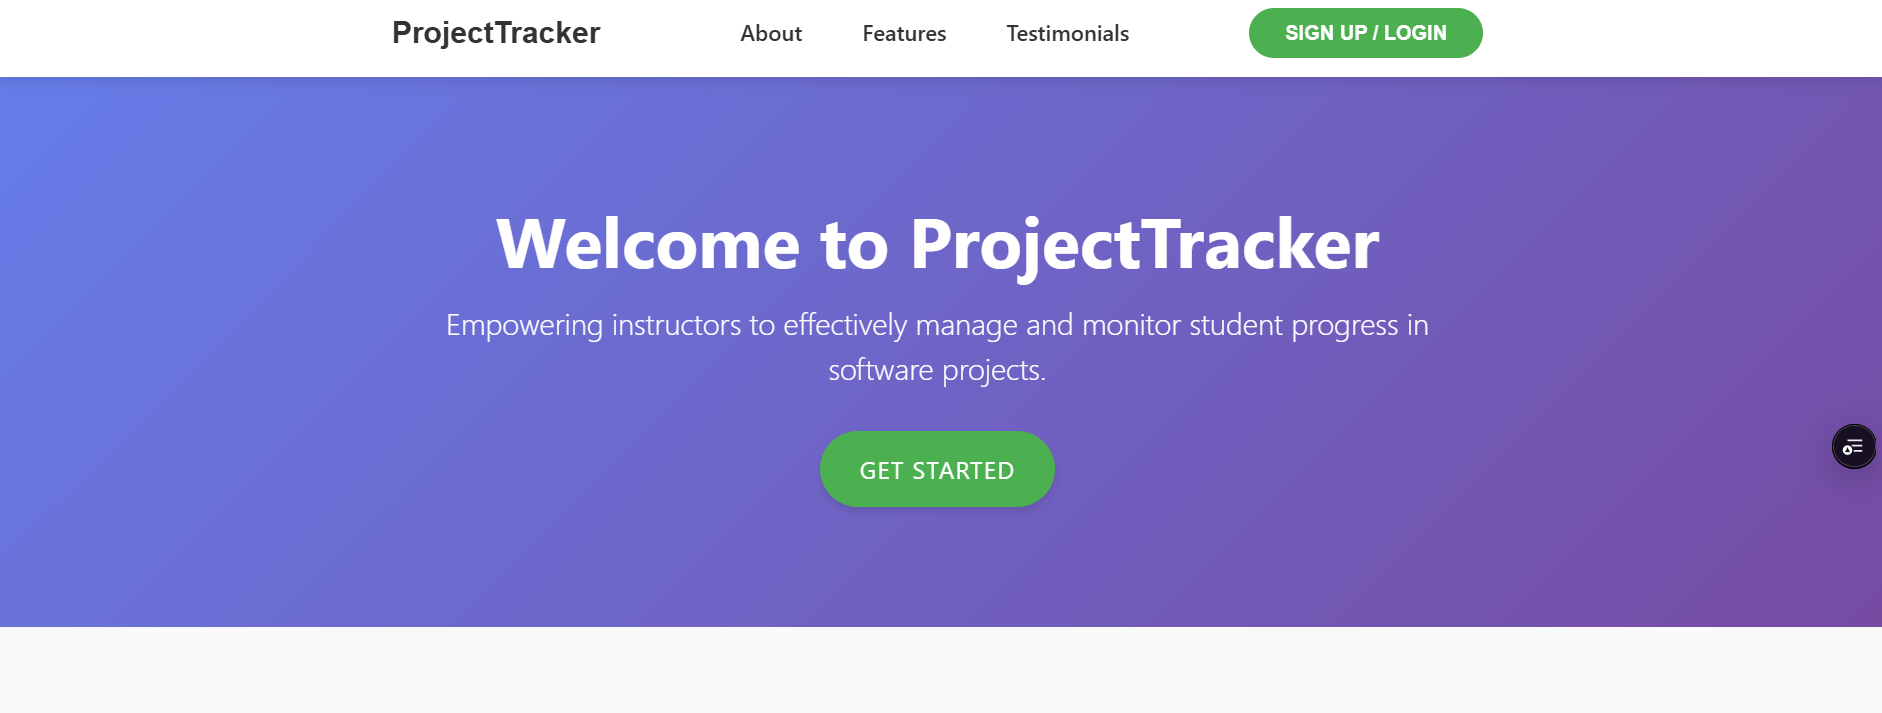 ProjectTracker
About
Features
Testimonials
SIGN UP / LOGIN
Welcome to ProjectTracker
Empowering instructors to effectively manage and monitor student progress in
software projects.
GET STARTED